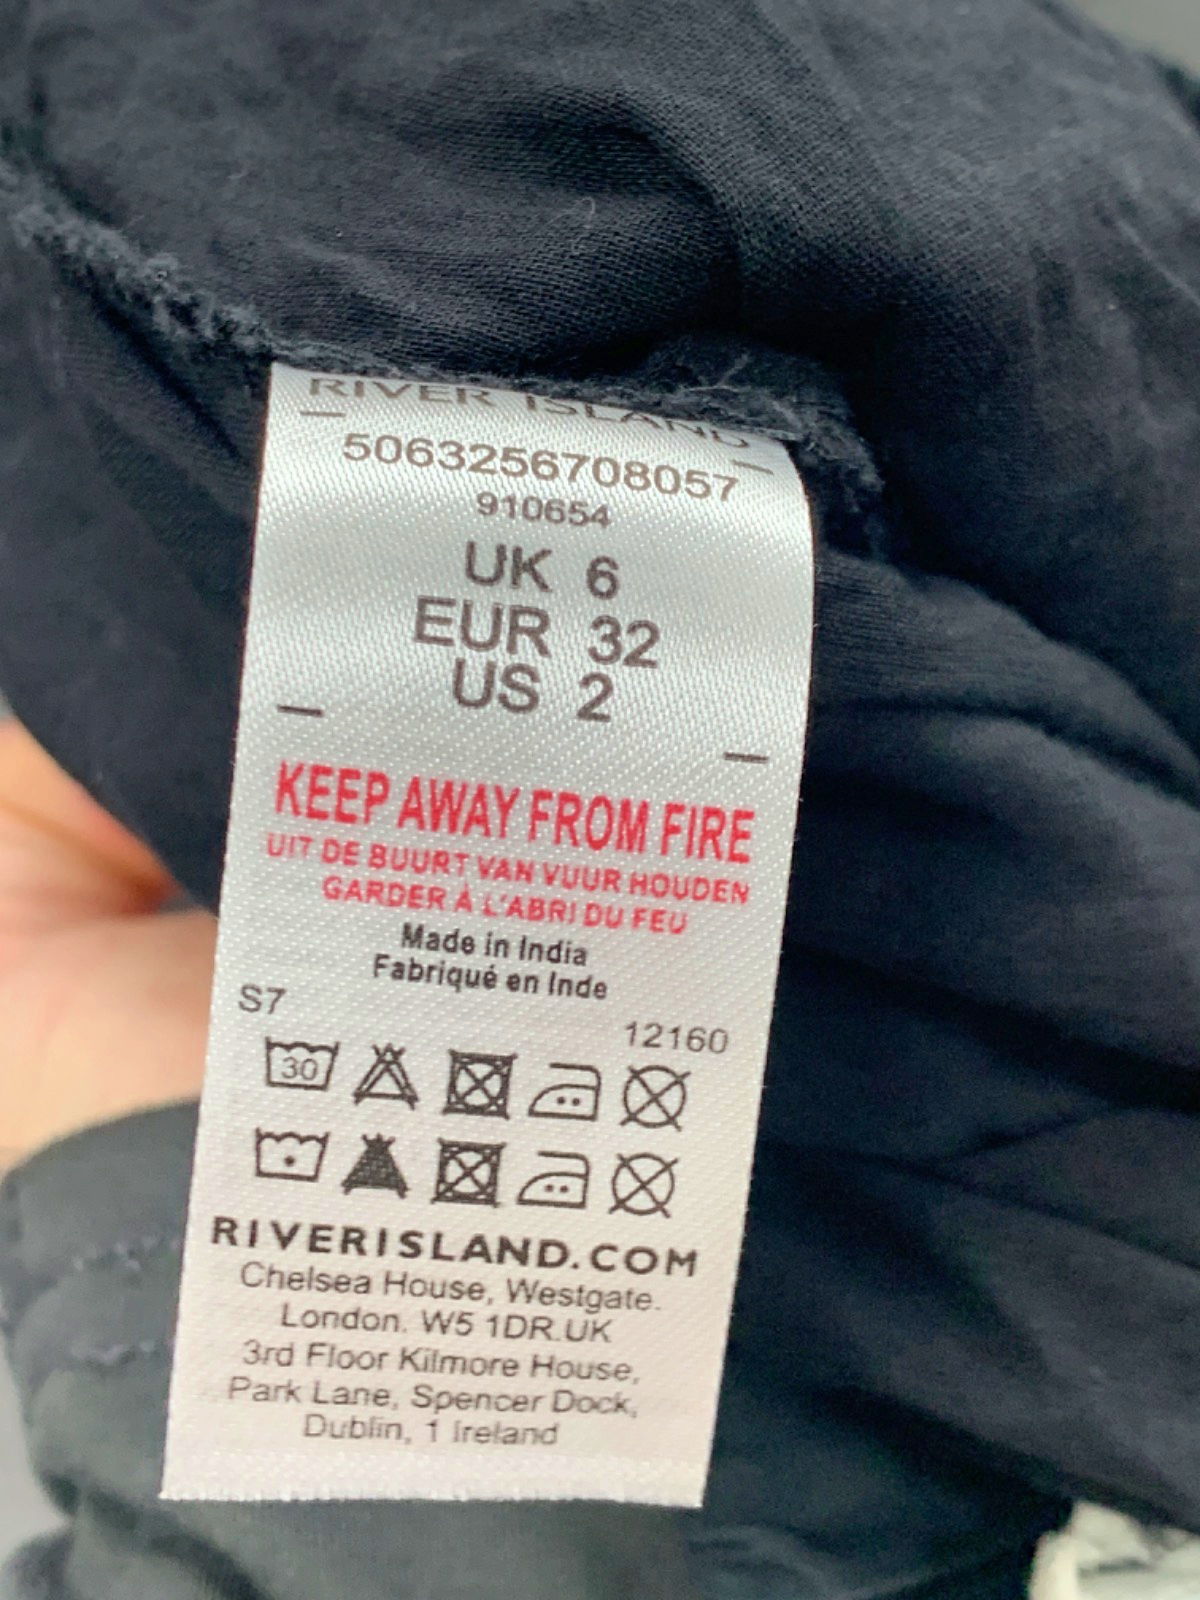 RIVER ISLAND
5063256708057
910654
UK 6
EUR 32
US 2
KEEP AWAY FROM FIRE
UIT DE BUURT VAN VUUR HOUDEN
GARDER À L'ABRI DU FEU
Made in India
Fabriqué en Inde
S7
12160
30
RIVERISLAND.COM
Chelsea House, Westgate.
London. W5 1DR.UK
3rd Floor Kilmore House,
Park Lane, Spencer Dock,
Dublin, 1 Ireland